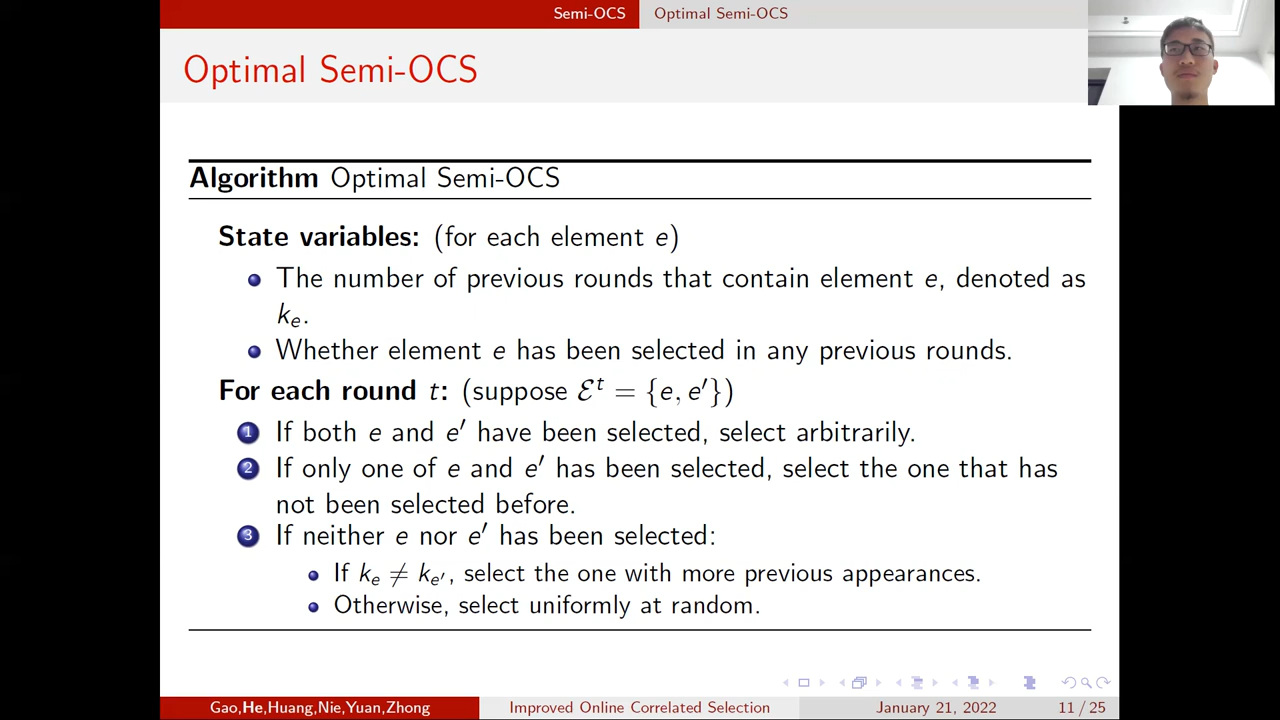 Semi-OCS Optimal Semi-OCS
Optimal Semi-OCS
Algorithm Optimal Semi-OCS
State variables: (for each element e)
The number of previous rounds that contain element e, denoted as
kₑ.
Whether element e has been selected in any previous rounds.
For each round t: (suppose ℰᵗ = {e, e′})
1 If both e and e′ have been selected, select arbitrarily.
2 If only one of e and e′ has been selected, select the one that has
not been selected before.
3 If neither e nor e′ has been selected:
If kₑ ≠ kₑ′, select the one with more previous appearances.
Otherwise, select uniformly at random.
Gao,He,Huang,Nie,Yuan,Zhong Improved Online Correlated Selection January 21, 2022 11 / 25